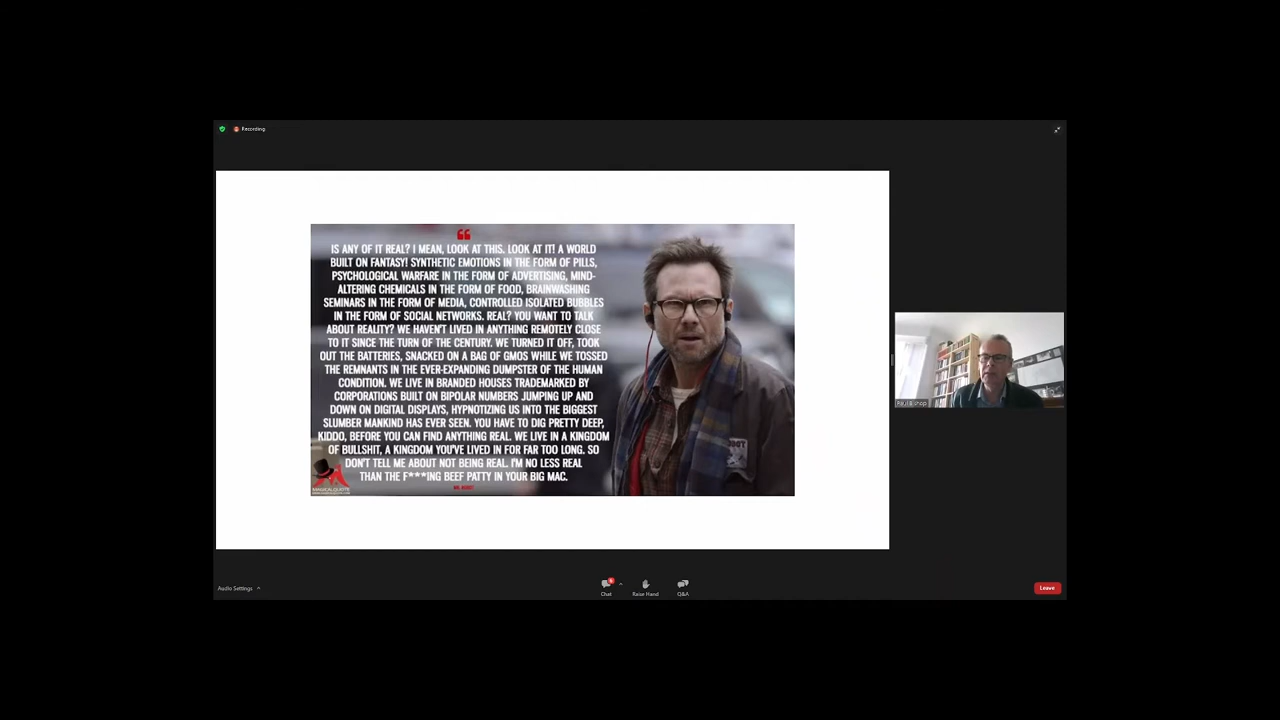 Recording
“
IS ANY OF IT REAL? I MEAN, LOOK AT THIS. LOOK AT IT! A WORLD
BUILT ON FANTASY! SYNTHETIC EMOTIONS IN THE FORM OF PILLS,
PSYCHOLOGICAL WARFARE IN THE FORM OF ADVERTISING, MIND-
ALTERING CHEMICALS IN THE FORM OF FOOD, BRAINWASHING
SEMINARS IN THE FORM OF MEDIA, CONTROLLED ISOLATED BUBBLES
IN THE FORM OF SOCIAL NETWORKS. REAL? YOU WANT TO TALK
ABOUT REALITY? WE HAVEN'T LIVED IN ANYTHING REMOTELY CLOSE
TO IT SINCE THE TURN OF THE CENTURY. WE TURNED IT OFF, TOOK
OUT THE BATTERIES, SNACKED ON A BAG OF GMOS WHILE WE TOSSED
THE REMNANTS IN THE EVER-EXPANDING DUMPSTER OF THE HUMAN
CONDITION. WE LIVE IN BRANDED HOUSES TRADEMARKED BY
CORPORATIONS BUILT ON BIPOLAR NUMBERS JUMPING UP AND
DOWN ON DIGITAL DISPLAYS, HYPNOTIZING US INTO THE BIGGEST
SLUMBER MANKIND HAS EVER SEEN. YOU HAVE TO DIG PRETTY DEEP,
KIDDO, BEFORE YOU CAN FIND ANYTHING REAL. WE LIVE IN A KINGDOM
OF BULLSHIT, A KINGDOM YOU'VE LIVED IN FOR FAR TOO LONG. SO
DON'T TELL ME ABOUT NOT BEING REAL. I'M NO LESS REAL
THAN THE F***ING BEEF PATTY IN YOUR BIG MAC.
MR. ROBOT
Paul Bishop
Audio Settings
Chat
Raise Hand
Q&A
Leave